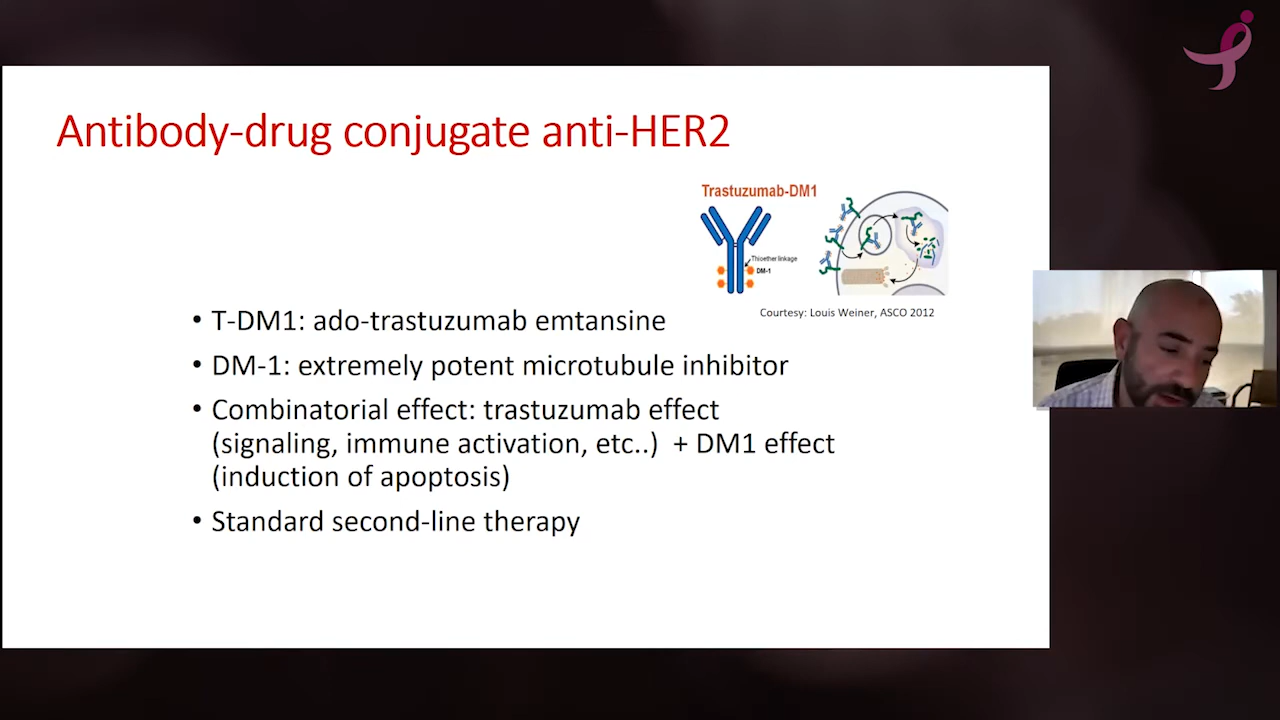 Antibody-drug conjugate anti-HER2
Trastuzumab-DM1
Thioether linkage
DM-1
Courtesy: Louis Weiner, ASCO 2012
• T-DM1: ado-trastuzumab emtansine
• DM-1: extremely potent microtubule inhibitor
• Combinatorial effect: trastuzumab effect
(signaling, immune activation, etc..) + DM1 effect
(induction of apoptosis)
• Standard second-line therapy